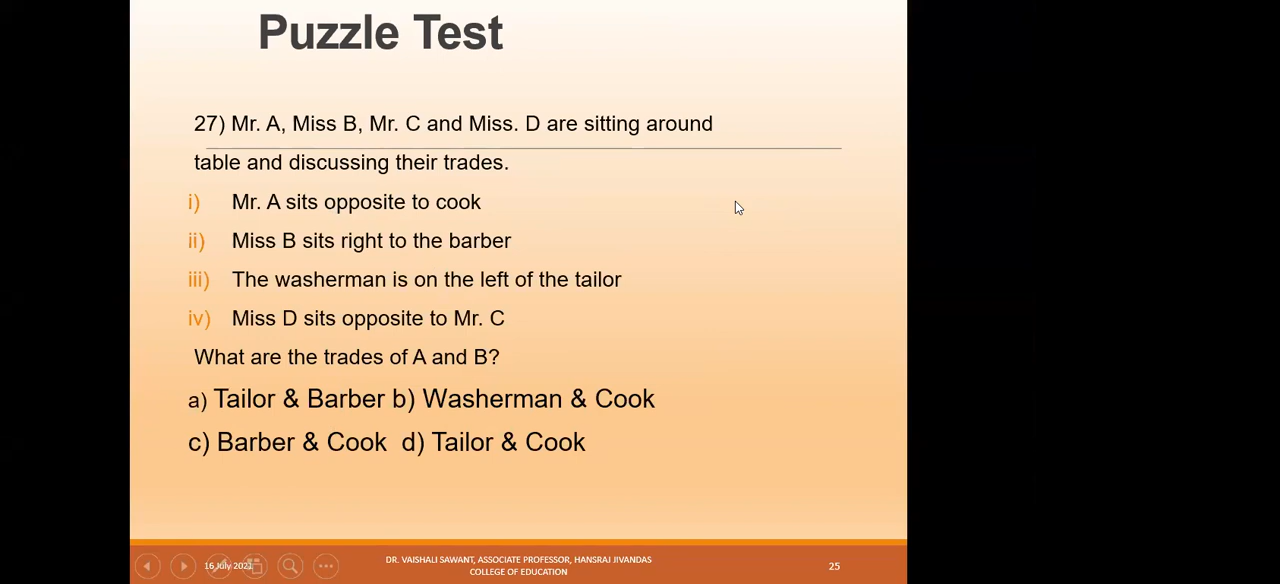 Puzzle Test
27) Mr. A, Miss B, Mr. C and Miss. D are sitting around
table and discussing their trades.
i) Mr. A sits opposite to cook
ii) Miss B sits right to the barber
iii) The washerman is on the left of the tailor
iv) Miss D sits opposite to Mr. C
What are the trades of A and B?
a) Tailor & Barber b) Washerman & Cook
c) Barber & Cook d) Tailor & Cook
16 July 2021
DR. VAISHALI SAWANT, ASSOCIATE PROFESSOR, HANSRAJ JIVANDAS
COLLEGE OF EDUCATION
25